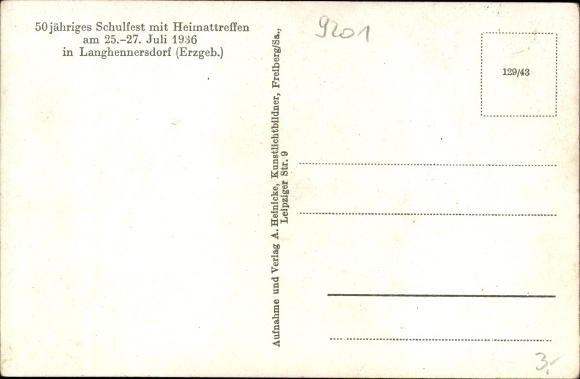 50jähriges Schulfest mit Heimattreffen
am 25.–27. Juli 1936
in Langhennersdorf (Erzgeb.)
Aufnahme und Verlag A. Heinicke, Kunstlichtbildner, Freiberg/Sa.,
Leipziger Str. 9
9201
129/43
3,-